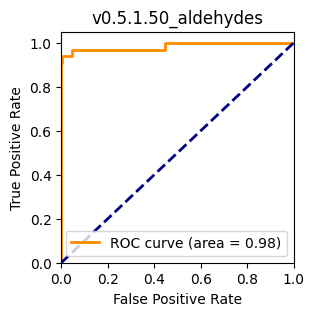 v0.5.1.50_aldehydes
True Positive Rate
1.0
0.8
0.6
0.4
0.2
0.0
ROC curve (area = 0.98)
0.0 0.2 0.4 0.6 0.8 1.0
False Positive Rate